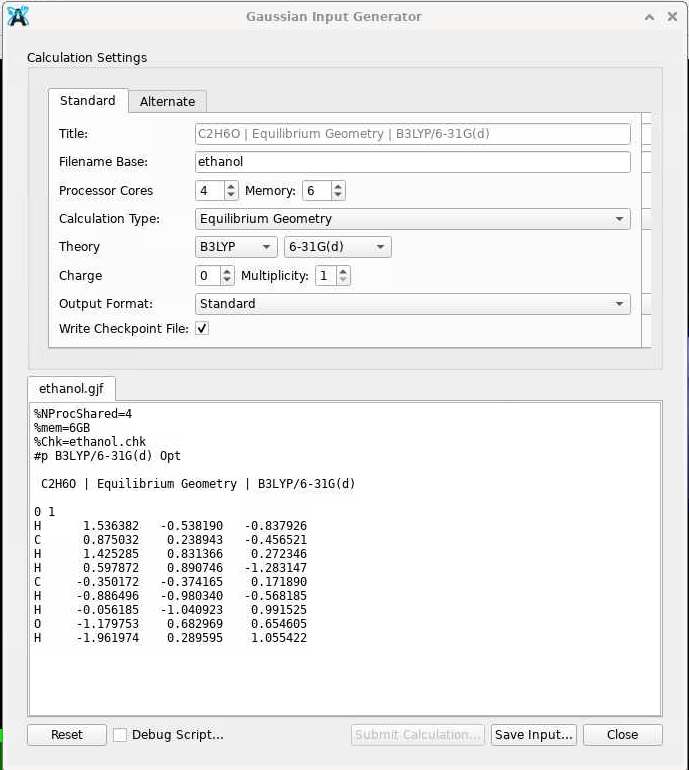 Gaussian Input Generator
Calculation Settings
Standard Alternate
Title: C2H6O | Equilibrium Geometry | B3LYP/6-31G(d)
Filename Base: ethanol
Processor Cores 4 Memory: 6
Calculation Type: Equilibrium Geometry
Theory B3LYP 6-31G(d)
Charge 0 Multiplicity: 1
Output Format: Standard
Write Checkpoint File:
ethanol.gjf
%NProcShared=4
%mem=6GB
%Chk=ethanol.chk
#p B3LYP/6-31G(d) Opt
C2H6O | Equilibrium Geometry | B3LYP/6-31G(d)
0 1
H 1.536382 -0.538190 -0.837926
C 0.875032 0.238943 -0.456521
H 1.425285 0.831366 0.272346
H 0.597872 0.890746 -1.283147
C -0.350172 -0.374165 0.171890
H -0.886496 -0.980340 -0.568185
H -0.056185 -1.040923 0.991525
O -1.179753 0.682969 0.654605
H -1.961974 0.289595 1.055422
Reset Debug Script... Submit Calculation... Save Input... Close